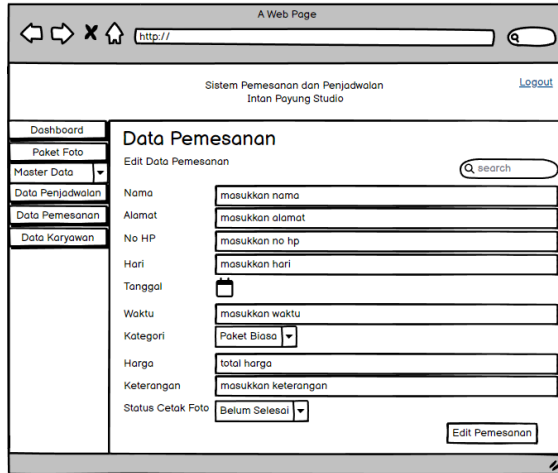 A Web Page
http://
Sistem Pemesanan dan Penjadwalan
Intan Payung Studio
Logout
Dashboard
Paket Foto
Master Data
Data Penjadwalan
Data Pemesanan
Data Karyawan
Data Pemesanan
Edit Data Pemesanan
search
Nama masukkan nama
Alamat masukkan alamat
No HP masukkan no hp
Hari masukkan hari
Tanggal
Waktu masukkan waktu
Kategori Paket Biasa
Harga total harga
Keterangan masukkan keterangan
Status Cetak Foto Belum Selesai
Edit Pemesanan